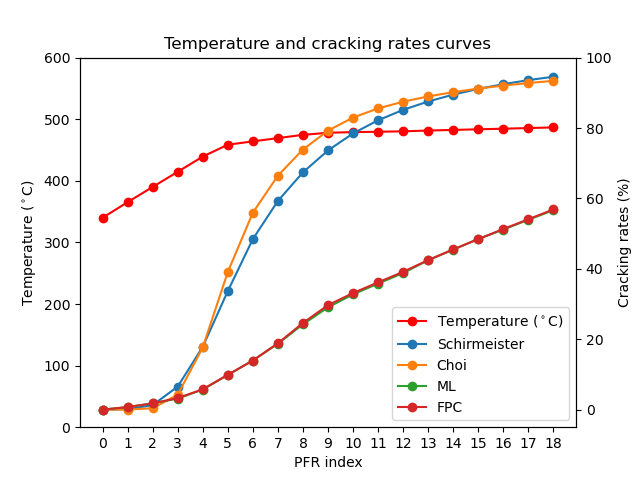 Temperature and cracking rates curves
600
500
400
300
200
100
0
Temperature (°C)
100
80
60
40
20
0
Cracking rates (%)
Temperature (°C)
Schirmeister
Choi
ML
FPC
0 1 2 3 4 5 6 7 8 9 10 11 12 13 14 15 16 17 18
PFR index